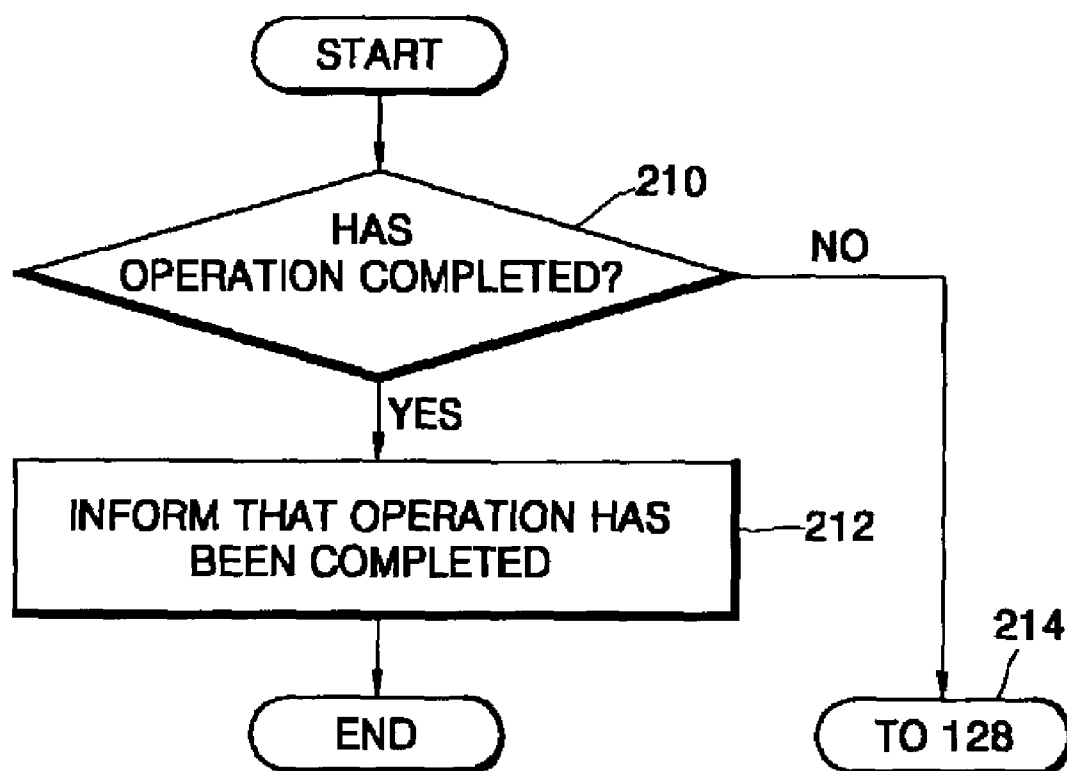 START
210
HAS
OPERATION COMPLETED?
NO
YES
INFORM THAT OPERATION HAS
BEEN COMPLETED
212
214
END
TO 128